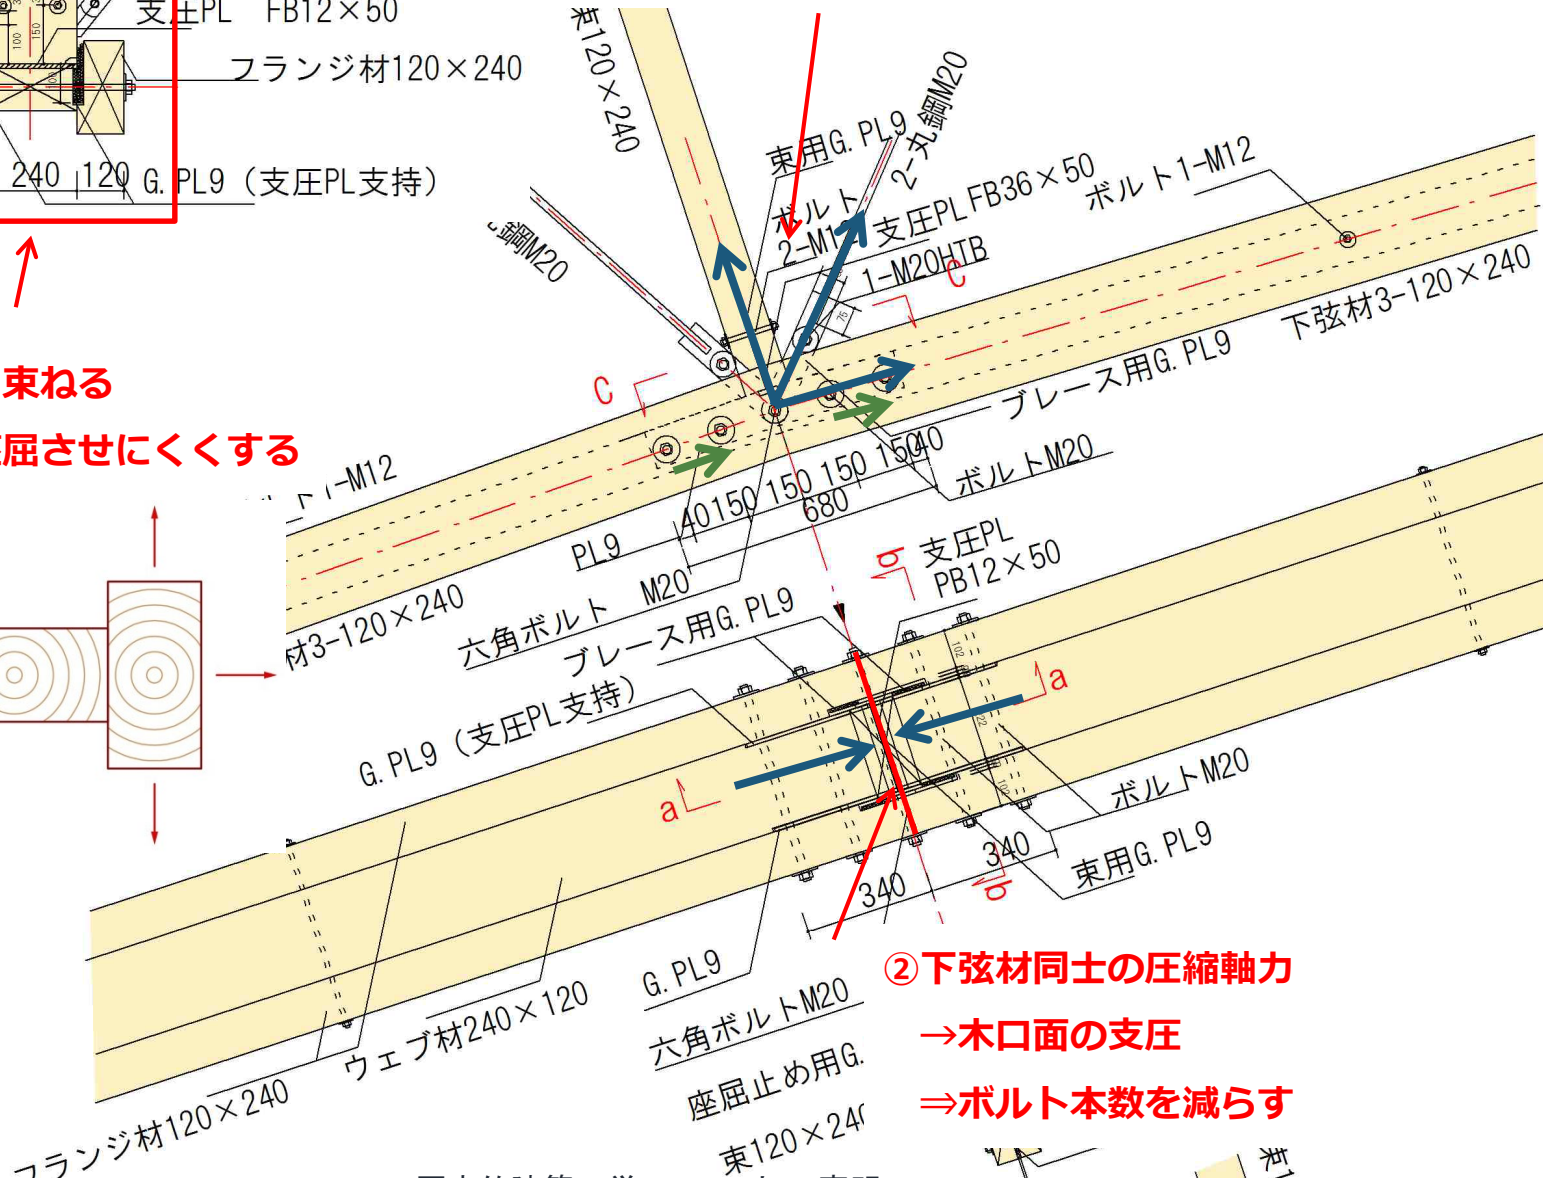 支圧PL FB12×50
フランジ材120×240
240 120 G.PL9（支圧PL支持）
100
150
束120×240
束用G.PL9
2-丸鋼M20
ボルト
2-M12
支圧PL FB36×50
1-M20HTB
ボルト1-M12
鋼M20
75
C
C
下弦材3-120×240
ブレース用G.PL9
束ねる
屈させにくくする
ト1-M12
40 150 150 150 150 40
680
ボルトM20
PL9
六角ボルト M20
材3-120×240
b
支圧PL
PB12×50
ブレース用G.PL9
G.PL9（支圧PL支持）
102
22
102
a
a
ボルトM20
340
340
b
束用G.PL9
G.PL9
六角ボルトM20
座屈止め用G.
束120×240
ウェブ材240×120
フランジ材120×240
②下弦材同士の圧縮軸力
→木口面の支圧
⇒ボルト本数を減らす